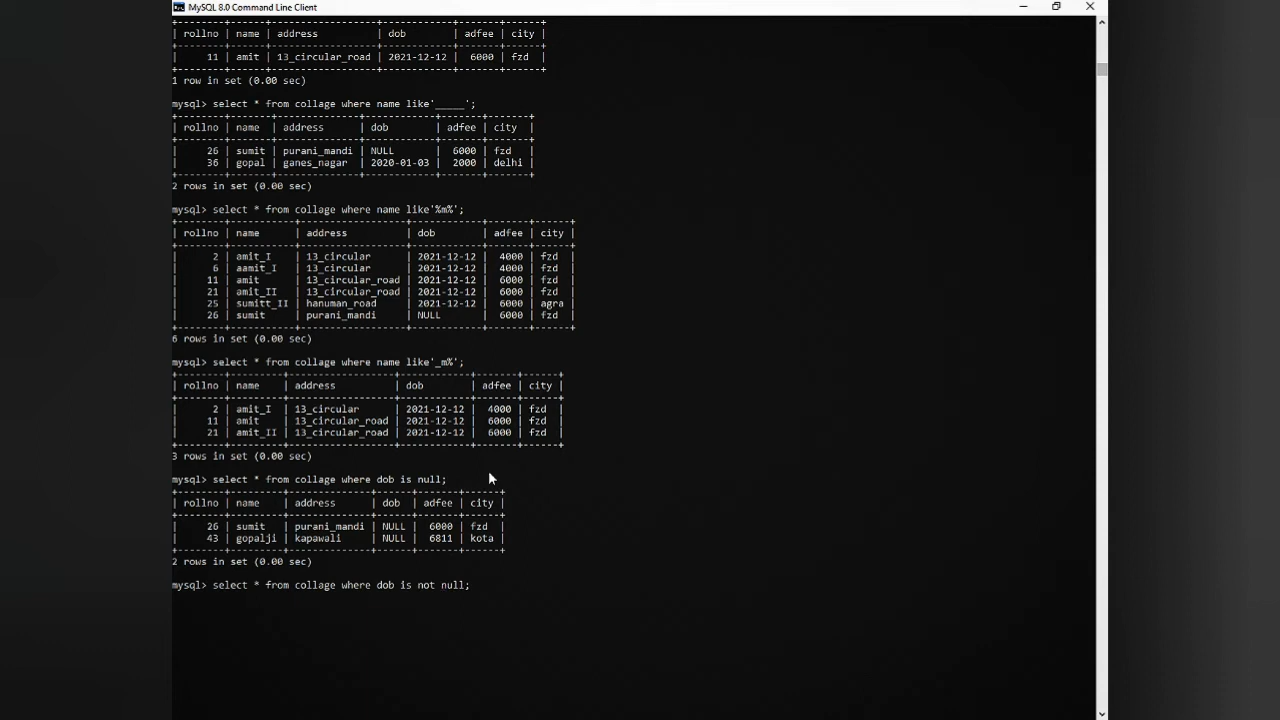 MySQL 8.0 Command Line Client
+--------+------+------------------+------------+-------+------+
| rollno | name | address          | dob        | adfee | city |
+--------+------+------------------+------------+-------+------+
|     11 | amit | 13_circular_road | 2021-12-12 |  6000 | fzd  |
+--------+------+------------------+------------+-------+------+
1 row in set (0.00 sec)
mysql> select * from collage where name like'_____';
+--------+-------+--------------+------------+-------+-------+
| rollno | name  | address      | dob        | adfee | city  |
+--------+-------+--------------+------------+-------+-------+
|     26 | sumit | purani_mandi | NULL       |  6000 | fzd   |
|     36 | gopal | ganes_nagar  | 2020-01-03 |  2000 | delhi |
+--------+-------+--------------+------------+-------+-------+
2 rows in set (0.00 sec)
mysql> select * from collage where name like'%m%';
+--------+-----------+------------------+------------+-------+------+
| rollno | name      | address          | dob        | adfee | city |
+--------+-----------+------------------+------------+-------+------+
|      2 | amit_I    | 13_circular      | 2021-12-12 |  4000 | fzd  |
|      6 | aamit_I   | 13_circular      | 2021-12-12 |  4000 | fzd  |
|     11 | amit      | 13_circular_road | 2021-12-12 |  6000 | fzd  |
|     21 | amit_II   | 13_circular_road | 2021-12-12 |  6000 | fzd  |
|     25 | sumitt_II | hanuman_road     | 2021-12-12 |  6000 | agra |
|     26 | sumit     | purani_mandi     | NULL       |  6000 | fzd  |
+--------+-----------+------------------+------------+-------+------+
6 rows in set (0.00 sec)
mysql> select * from collage where name like'_m%';
+--------+---------+------------------+------------+-------+------+
| rollno | name    | address          | dob        | adfee | city |
+--------+---------+------------------+------------+-------+------+
|      2 | amit_I  | 13_circular      | 2021-12-12 |  4000 | fzd  |
|     11 | amit    | 13_circular_road | 2021-12-12 |  6000 | fzd  |
|     21 | amit_II | 13_circular_road | 2021-12-12 |  6000 | fzd  |
+--------+---------+------------------+------------+-------+------+
3 rows in set (0.00 sec)
mysql> select * from collage where dob is null;
+--------+---------+--------------+------+-------+------+
| rollno | name    | address      | dob  | adfee | city |
+--------+---------+--------------+------+-------+------+
|     26 | sumit   | purani_mandi | NULL |  6000 | fzd  |
|     43 | gopalji | kapawali     | NULL |  6811 | kota |
+--------+---------+--------------+------+-------+------+
2 rows in set (0.00 sec)
mysql> select * from collage where dob is not null;